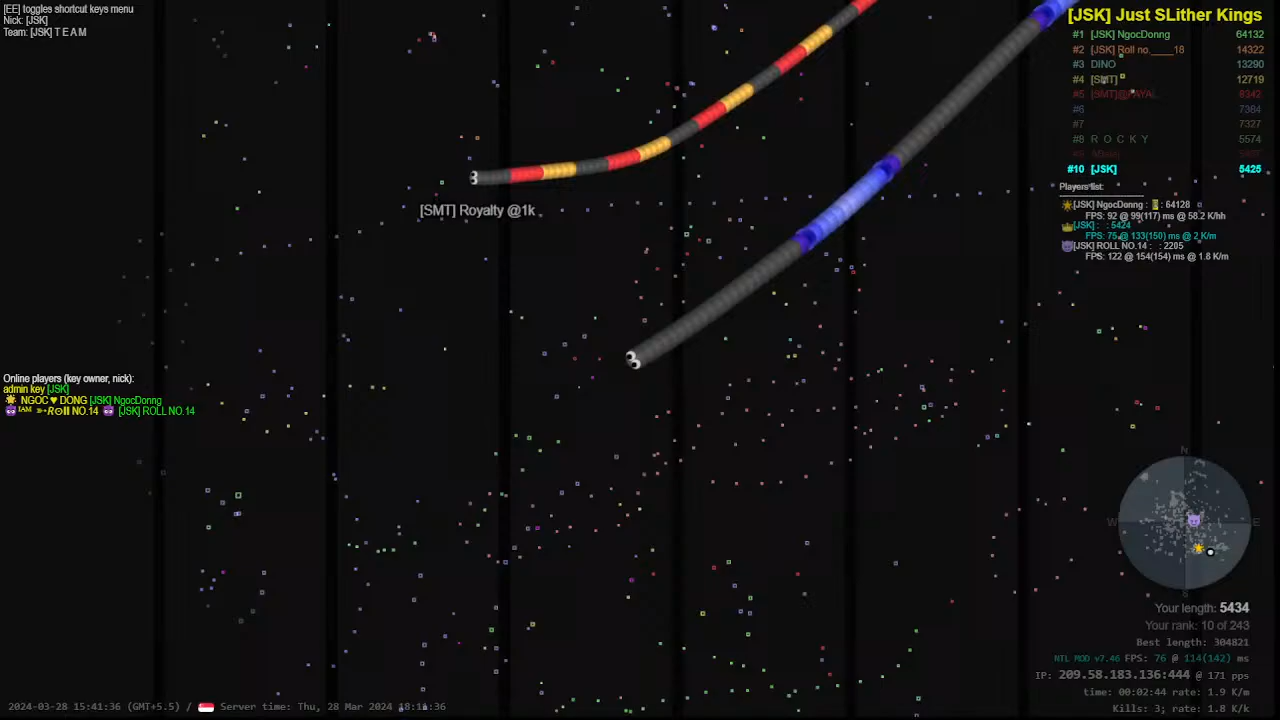 [EE] toggles shortcut keys menu
Nick: [JSK]
Team: [JSK] T E A M
[SMT] Royalty @1k
Online players (key owner, nick):
admin key [JSK]
NGOC ♥ DONG [JSK] NgocDonng
NO.14 [JSK] ROLL NO.14
[JSK] Just SLither Kings
#1 [JSK] NgocDonng 64132
#2 [JSK] Roll no.____18 14322
#3 DINO 13290
#4 [SMT] 12719
#6 7384
#7 7327
#8 R O C K Y 5574
#10 [JSK] 5425
Players list:
[JSK] NgocDonng : 64128
FPS: 92 @ 99(117) ms @ 58.2 K/hh
[JSK] : : 5424
FPS: 75 @ 133(150) ms @ 2 K/m
[JSK] ROLL NO.14 : : 2205
FPS: 122 @ 154(154) ms @ 1.8 K/m
N
W
E
S
Your length: 5434
Your rank: 10 of 243
Best length: 304821
NTL MOD v7.46 FPS: 76 @ 114(142) ms
IP: 209.58.183.136:444 @ 171 pps
time: 00:02:44 rate: 1.9 K/m
Kills: 3; rate: 1.8 K/k
2024-03-28 15:41:36 (GMT+5.5) / Server time: Thu, 28 Mar 2024 18:11:36